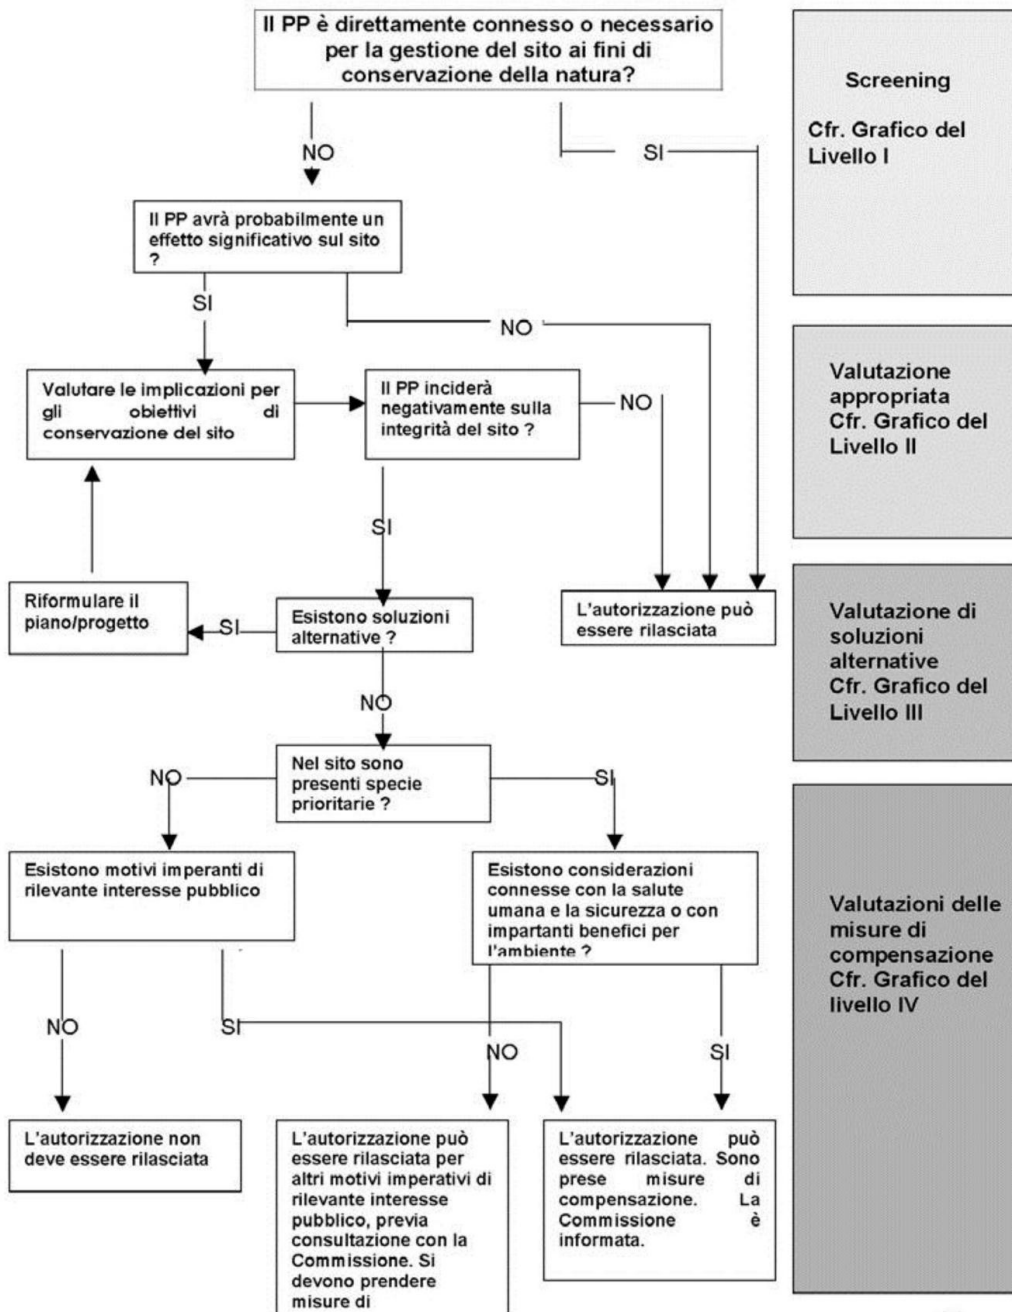 Il PP è direttamente connesso o necessario
per la gestione del sito ai fini di
conservazione della natura?
Screening
Cfr. Grafico del
Livello I
NO
SI
Il PP avrà probabilmente un
effetto significativo sul sito
?
SI
NO
Valutare le implicazioni per
gli obiettivi di
conservazione del sito
Il PP inciderà
negativamente sulla
integrità del sito ?
NO
Valutazione
appropriata
Cfr. Grafico del
Livello II
SI
Riformulare il
piano/progetto
SI
Esistono soluzioni
alternative ?
L'autorizzazione può
essere rilasciata
Valutazione di
soluzioni
alternative
Cfr. Grafico del
Livello III
NO
Nel sito sono
presenti specie
prioritarie ?
NO
SI
Esistono motivi imperanti di
rilevante interesse pubblico
Esistono considerazioni
connesse con la salute
umana e la sicurezza o con
impartanti benefici per
l'ambiente ?
Valutazioni delle
misure di
compensazione
Cfr. Grafico del
livello IV
NO
SI
NO
SI
L'autorizzazione non
deve essere rilasciata
L'autorizzazione può
essere rilasciata per
altri motivi imperativi di
rilevante interesse
pubblico, previa
consultazione con la
Commissione. Si
devono prendere
misure di
L'autorizzazione può
essere rilasciata. Sono
prese misure di
compensazione. La
Commissione è
informata.